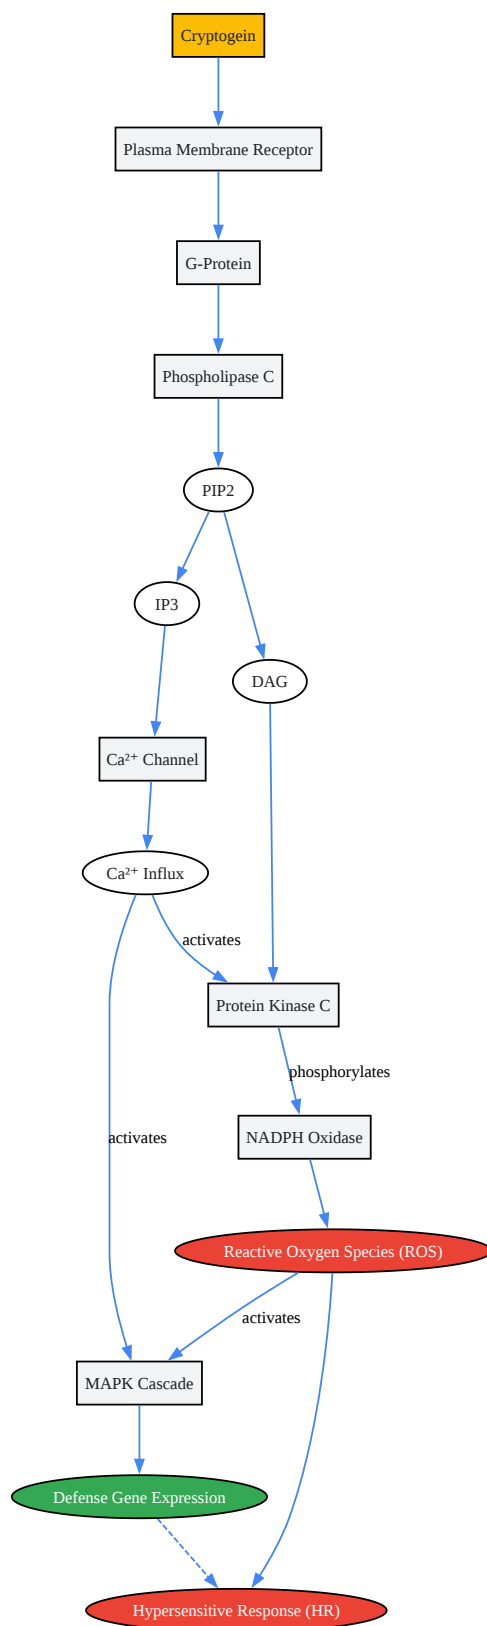 Cryptogein
Plasma Membrane Receptor
G-Protein
Phospholipase C
PIP2
IP3
DAG
Ca²⁺ Channel
Ca²⁺ Influx
activates
Protein Kinase C
phosphorylates
NADPH Oxidase
activates
Reactive Oxygen Species (ROS)
activates
MAPK Cascade
Defense Gene Expression
Hypersensitive Response (HR)